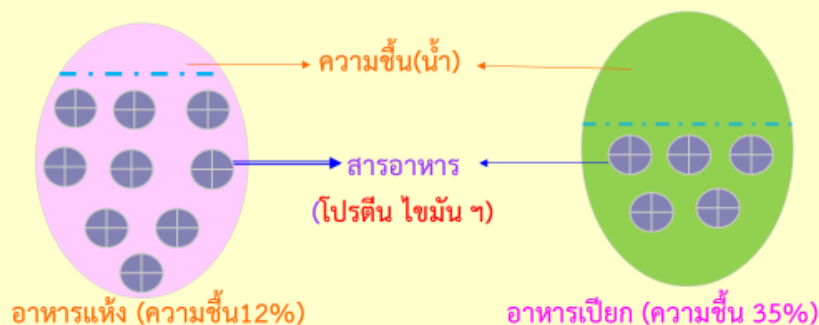 ความชื้น(น้ำ)
สารอาหาร
(โปรตีน ไขมัน ฯ)
อาหารแห้ง (ความชื้น12%)
อาหารเปียก (ความชื้น 35%)